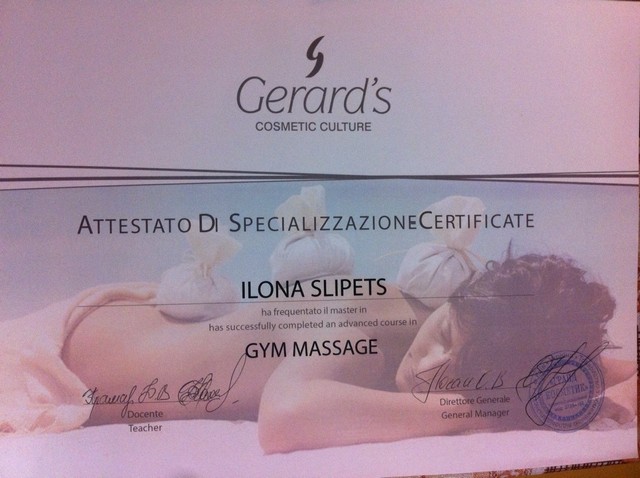 Gerard's
COSMETIC CULTURE
ATTESTATO DI SPECIALIZZAZIONE CERTIFICATE
ILONA SLIPETS
ha frequentato il master in
has successfully completed an advanced course in
GYM MASSAGE
Docente
Teacher
Direttore Generale
General Manager